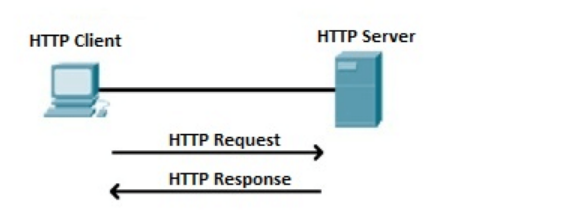 HTTP Client
HTTP Server
HTTP Request
HTTP Response